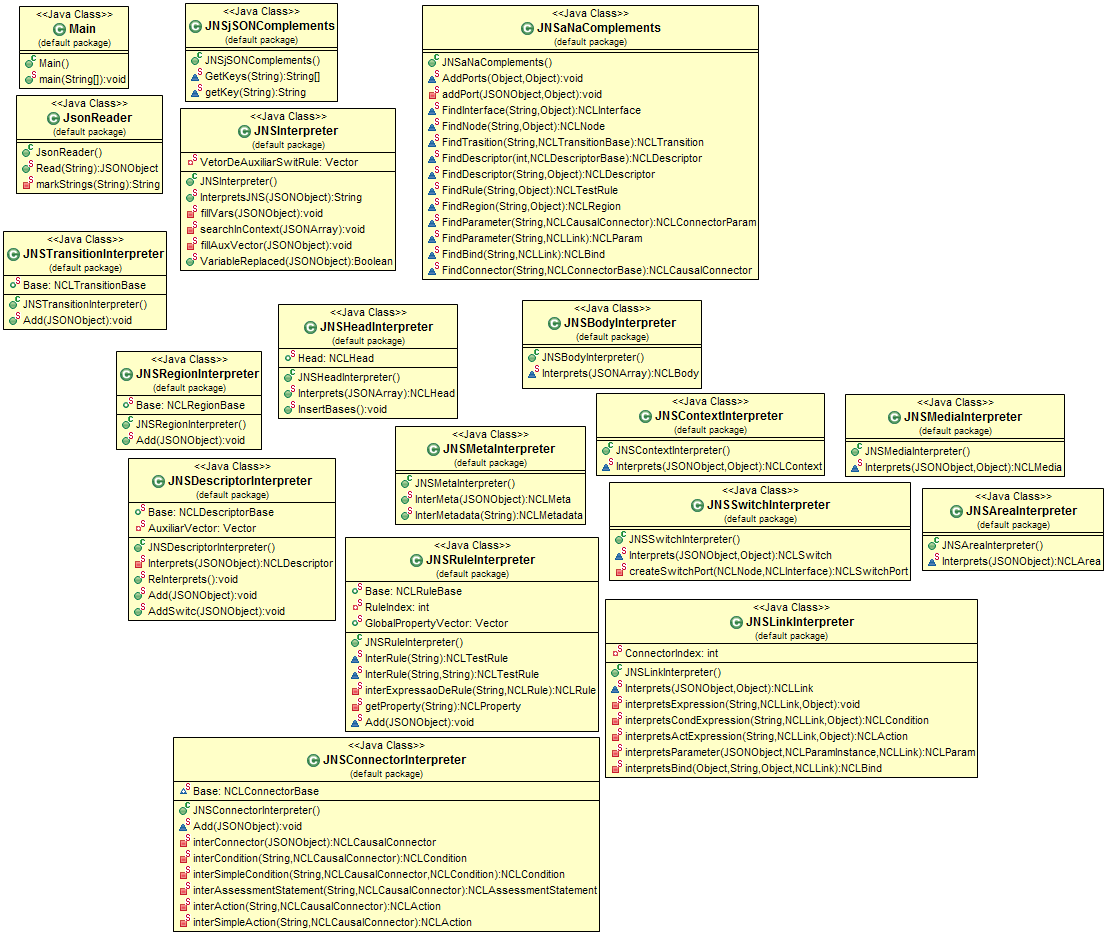 <<Java Class>>
Main
(default package)
Main()
main(String[]):void
<<Java Class>>
JNSjSONComplements
(default package)
JNSjSONComplements()
GetKeys(String):String[]
getKey(String):String
<<Java Class>>
JNSaNaComplements
(default package)
JNSaNaComplements()
AddPorts(Object,Object):void
addPort(JSONObject,Object):void
FindInterface(String,Object):NCLInterface
FindNode(String,Object):NCLNode
FindTrasition(String,NCLTransitionBase):NCLTransition
FindDescriptor(int,NCLDescriptorBase):NCLDescriptor
FindDescriptor(String,Object):NCLDescriptor
FindRule(String,Object):NCLTestRule
FindRegion(String,Object):NCLRegion
FindParameter(String,NCLCausalConnector):NCLConnectorParam
FindParameter(String,NCLLink):NCLParam
FindBind(String,NCLLink):NCLBind
FindConnector(String,NCLConnectorBase):NCLCausalConnector
<<Java Class>>
JsonReader
(default package)
JsonReader()
Read(String):JSONObject
markStrings(String):String
<<Java Class>>
JNSInterpreter
(default package)
VetorDeAuxiliarSwitRule: Vector
JNSInterpreter()
InterpretsJNS(JSONObject):String
fillVars(JSONObject):void
searchInContext(JSONArray):void
fillAuxVector(JSONObject):void
VariableReplaced(JSONObject):Boolean
<<Java Class>>
JNSTransitionInterpreter
(default package)
Base: NCLTransitionBase
JNSTransitionInterpreter()
Add(JSONObject):void
<<Java Class>>
JNSHeadInterpreter
(default package)
Head: NCLHead
JNSHeadInterpreter()
Interprets(JSONArray):NCLHead
InsertBases():void
<<Java Class>>
JNSBodyInterpreter
(default package)
JNSBodyInterpreter()
Interprets(JSONArray):NCLBody
<<Java Class>>
JNSRegionInterpreter
(default package)
Base: NCLRegionBase
JNSRegionInterpreter()
Add(JSONObject):void
<<Java Class>>
JNSContextInterpreter
(default package)
JNSContextInterpreter()
Interprets(JSONObject,Object):NCLContext
<<Java Class>>
JNSMediaInterpreter
(default package)
JNSMediaInterpreter()
Interprets(JSONObject,Object):NCLMedia
<<Java Class>>
JNSMetaInterpreter
(default package)
JNSMetaInterpreter()
InterMeta(JSONObject):NCLMeta
InterMetadata(String):NCLMetadata
<<Java Class>>
JNSDescriptorInterpreter
(default package)
Base: NCLDescriptorBase
AuxiliarVector: Vector
JNSDescriptorInterpreter()
Interprets(JSONObject):NCLDescriptor
ReInterprets():void
Add(JSONObject):void
AddSwitc(JSONObject):void
<<Java Class>>
JNSSwitchInterpreter
(default package)
JNSSwitchInterpreter()
Interprets(JSONObject,Object):NCLSwitch
createSwitchPort(NCLNode,NCLInterface):NCLSwitchPort
<<Java Class>>
JNSAreaInterpreter
(default package)
JNSAreaInterpreter()
Interprets(JSONObject,Object):NCLArea
<<Java Class>>
JNSRuleInterpreter
(default package)
Base: NCLRuleBase
RuleIndex: int
GlobalPropertyVector: Vector
JNSRuleInterpreter()
InterRule(String):NCLTestRule
InterRule(String,String):NCLTestRule
interExpressaoDeRule(String,NCLRule):NCLRule
getProperty(String):NCLProperty
Add(JSONObject):void
<<Java Class>>
JNSLinkInterpreter
(default package)
ConnectorIndex: int
JNSLinkInterpreter()
Interprets(JSONObject,Object):NCLLink
interpretsExpression(String,NCLLink,Object):void
interpretsCondExpression(String,NCLLink,Object):NCLCondition
interpretsActExpression(String,NCLLink,Object):NCLAction
interpretsParameter(JSONObject,NCLParamInstance,NCLLink):NCLParam
interpretsBind(Object,String,Object,NCLLink):NCLBind
<<Java Class>>
JNSConnectorInterpreter
(default package)
Base: NCLConnectorBase
JNSConnectorInterpreter()
Add(JSONObject):void
interConnector(JSONObject):NCLCausalConnector
interCondition(String,NCLCausalConnector):NCLCondition
interSimpleCondition(String,NCLCausalConnector,NCLCondition):NCLCondition
interAssessmentStatement(String,NCLCausalConnector):NCLAssessmentStatement
interAction(String,NCLCausalConnector):NCLAction
interSimpleAction(String,NCLCausalConnector):NCLAction